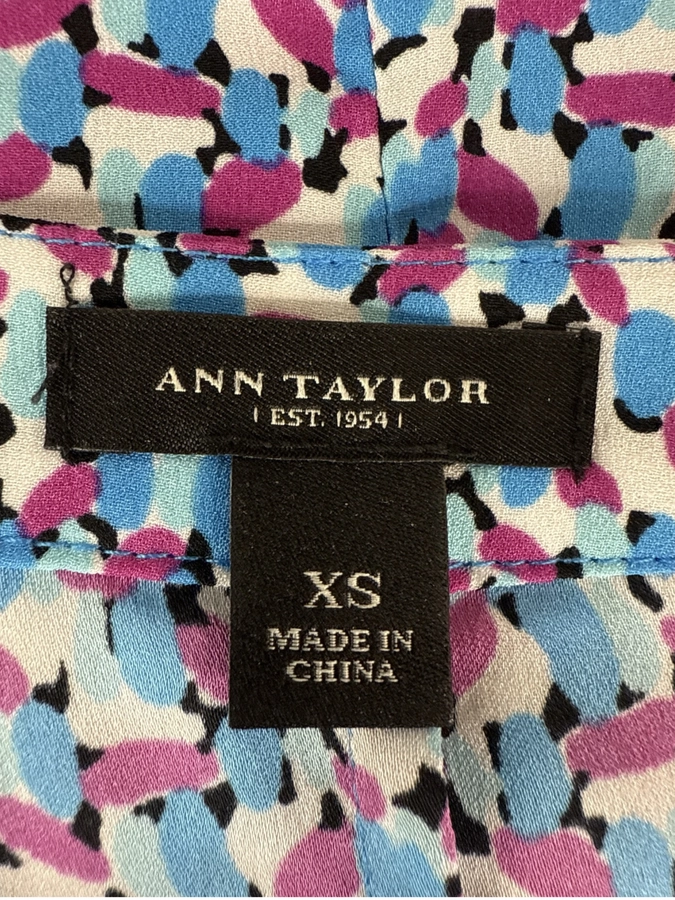 ANN TAYLOR
| EST. 1954 |
XS
MADE IN
CHINA